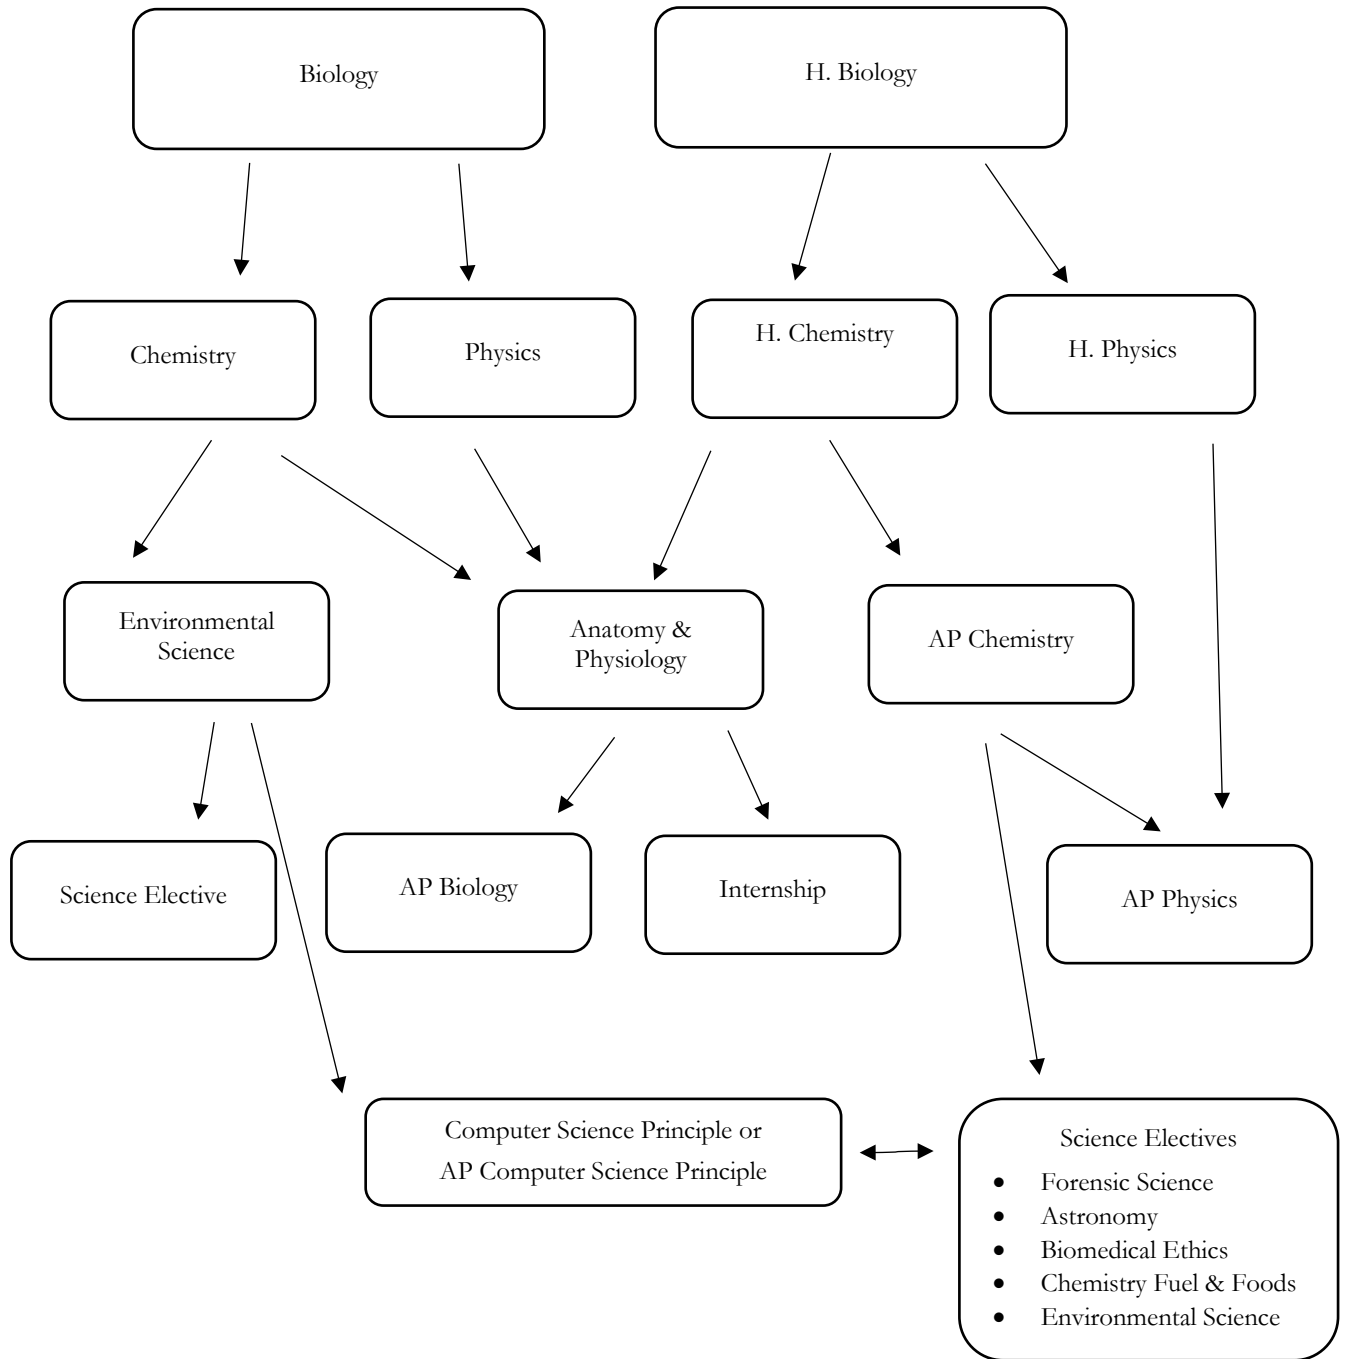 Biology
H. Biology
Chemistry
Physics
H. Chemistry
H. Physics
Environmental
Science
Anatomy &
Physiology
AP Chemistry
Science Elective
AP Biology
Internship
AP Physics
Computer Science Principle or
AP Computer Science Principle
Science Electives
• Forensic Science
• Astronomy
• Biomedical Ethics
• Chemistry Fuel & Foods
• Environmental Science